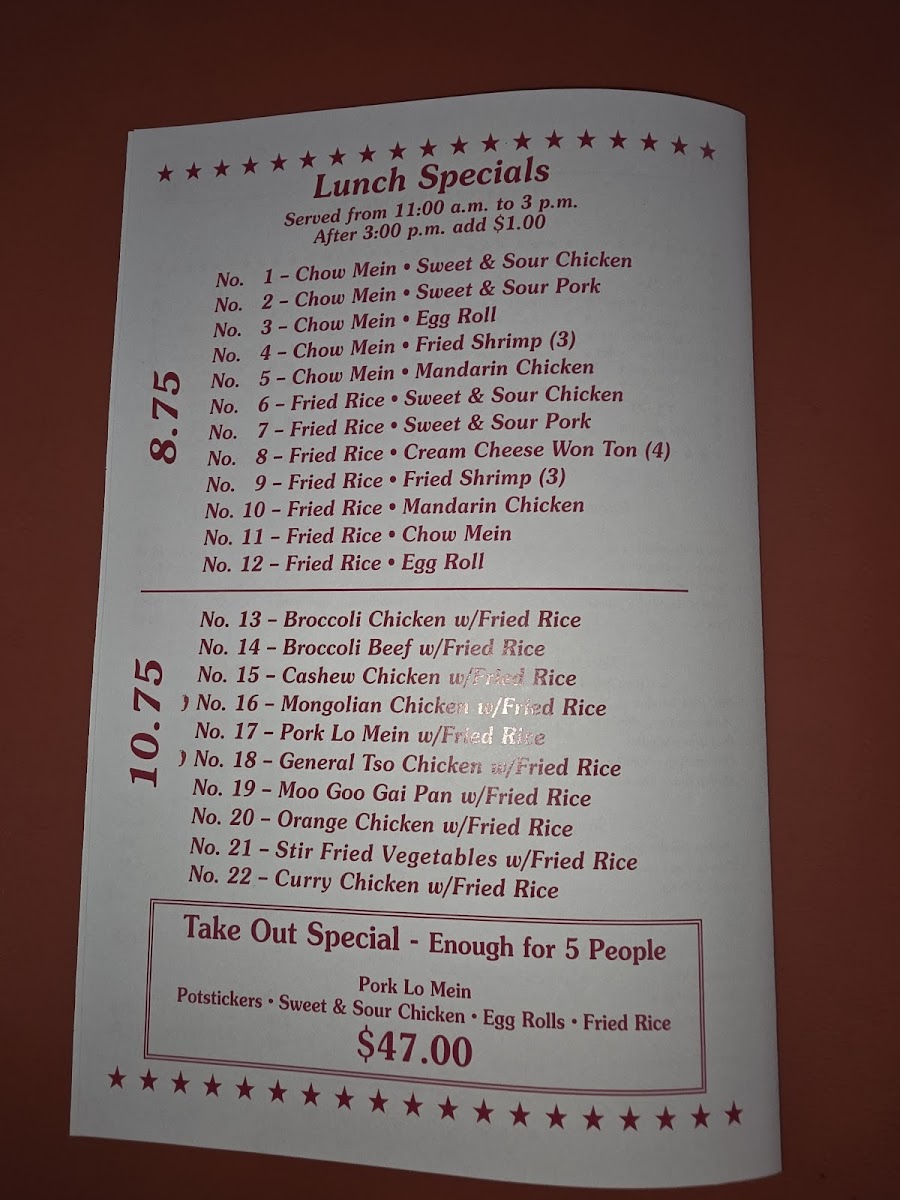 Lunch Specials
Served from 11:00 a.m. to 3 p.m.
After 3:00 p.m. add $1.00
8.75
No. 1 – Chow Mein • Sweet & Sour Chicken
No. 2 – Chow Mein • Sweet & Sour Pork
No. 3 – Chow Mein • Egg Roll
No. 4 – Chow Mein • Fried Shrimp (3)
No. 5 – Chow Mein • Mandarin Chicken
No. 6 – Fried Rice • Sweet & Sour Chicken
No. 7 – Fried Rice • Sweet & Sour Pork
No. 8 – Fried Rice • Cream Cheese Won Ton (4)
No. 9 – Fried Rice • Fried Shrimp (3)
No. 10 – Fried Rice • Mandarin Chicken
No. 11 – Fried Rice • Chow Mein
No. 12 – Fried Rice • Egg Roll
10.75
No. 13 – Broccoli Chicken w/Fried Rice
No. 14 – Broccoli Beef w/Fried Rice
No. 15 – Cashew Chicken w/Fried Rice
No. 16 – Mongolian Chicken w/Fried Rice
No. 17 – Pork Lo Mein w/Fried Rice
No. 18 – General Tso Chicken w/Fried Rice
No. 19 – Moo Goo Gai Pan w/Fried Rice
No. 20 – Orange Chicken w/Fried Rice
No. 21 – Stir Fried Vegetables w/Fried Rice
No. 22 – Curry Chicken w/Fried Rice
Take Out Special - Enough for 5 People
Pork Lo Mein
Potstickers • Sweet & Sour Chicken • Egg Rolls • Fried Rice
$47.00